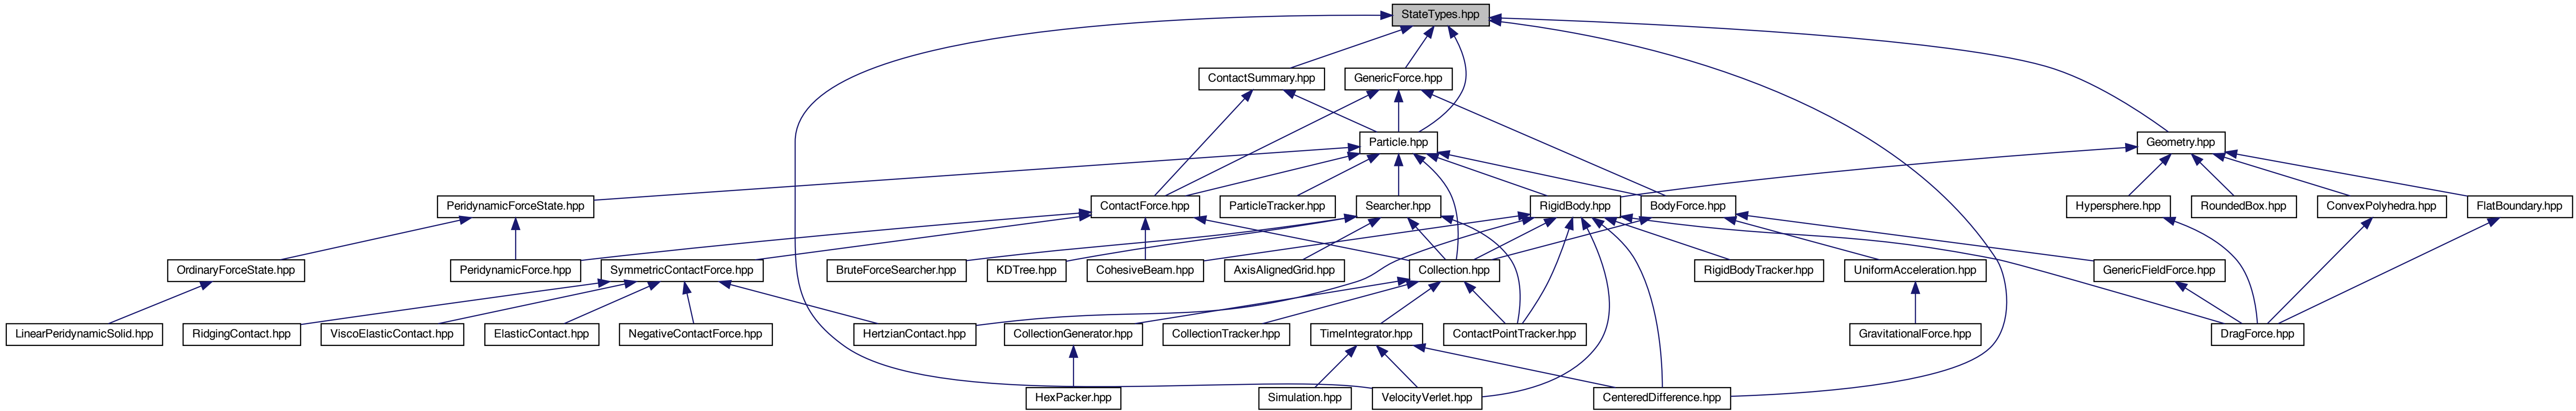 StateTypes.hpp
ContactSummary.hpp
GenericForce.hpp
Particle.hpp
Geometry.hpp
PeridynamicForceState.hpp
ContactForce.hpp
ParticleTracker.hpp
Searcher.hpp
RigidBody.hpp
BodyForce.hpp
Hypersphere.hpp
RoundedBox.hpp
ConvexPolyhedra.hpp
FlatBoundary.hpp
OrdinaryForceState.hpp
PeridynamicForce.hpp
SymmetricContactForce.hpp
BruteForceSearcher.hpp
KDTree.hpp
CohesiveBeam.hpp
AxisAlignedGrid.hpp
Collection.hpp
RigidBodyTracker.hpp
UniformAcceleration.hpp
GenericFieldForce.hpp
LinearPeridynamicSolid.hpp
RidgingContact.hpp
ViscoElasticContact.hpp
ElasticContact.hpp
NegativeContactForce.hpp
HertzianContact.hpp
CollectionGenerator.hpp
CollectionTracker.hpp
TimeIntegrator.hpp
ContactPointTracker.hpp
GravitationalForce.hpp
DragForce.hpp
HexPacker.hpp
Simulation.hpp
VelocityVerlet.hpp
CenteredDifference.hpp